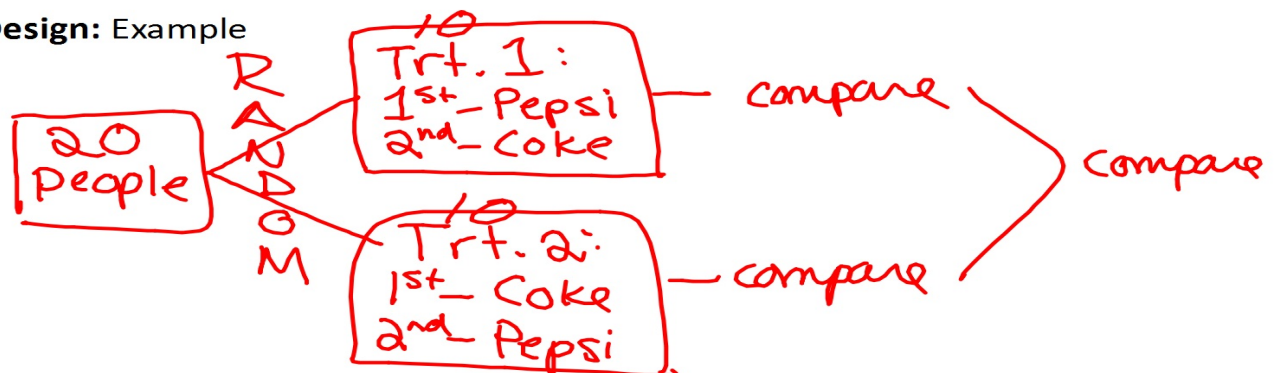 esign: Example
RANDOM
20
People
10
Trt. 1:
1st - Pepsi
2nd - Coke
compare
10
Trt. 2:
1st - Coke
2nd - Pepsi
compare
compare